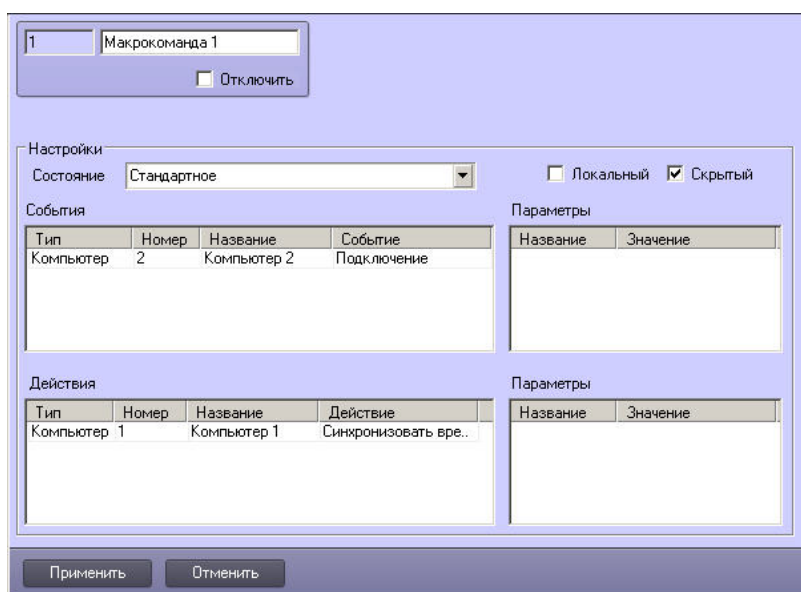 1 Макрокоманда 1
Отключить
Настройки
Состояние Стандартное Локальный Скрытый
События Параметры
Тип Номер Название Событие Название Значение
Компьютер 2 Компьютер 2 Подключение
Действия Параметры
Тип Номер Название Действие Название Значение
Компьютер 1 Компьютер 1 Синхронизовать вре..
Применить Отменить